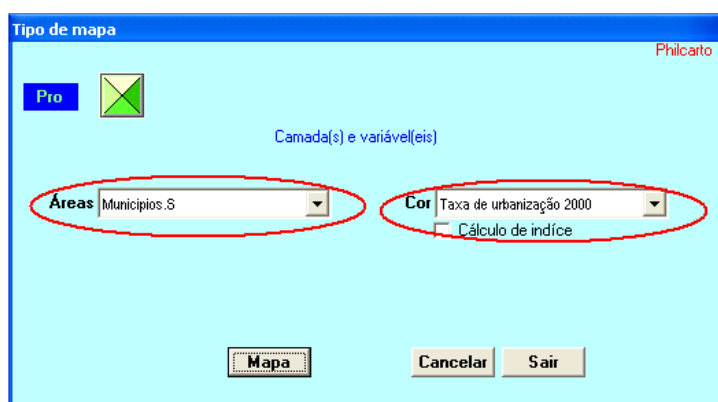 Tipo de mapa
Philcarto
Pro
Camada(s) e variável(eis)
Áreas Municipios.S Cor Taxa de urbanização 2000
Cálculo de indíce
Mapa Cancelar Sair